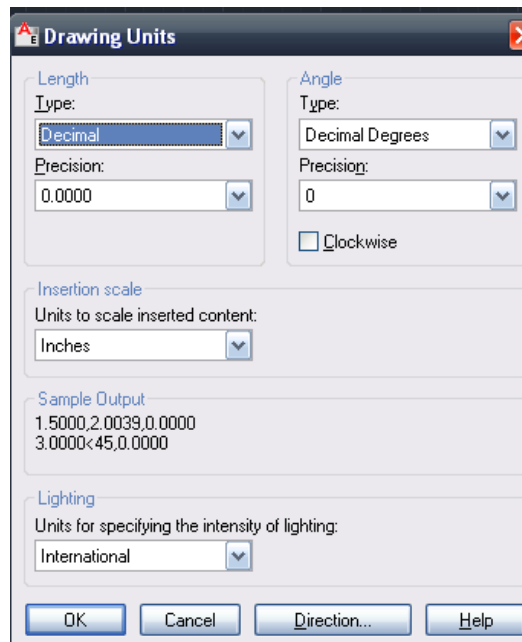 Drawing Units
Length
Type:
Decimal
Precision:
0.0000
Angle
Type:
Decimal Degrees
Precision:
0
Clockwise
Insertion scale
Units to scale inserted content:
Inches
Sample Output
1.5000,2.0039,0.0000
3.0000<45,0.0000
Lighting
Units for specifying the intensity of lighting:
International
OK Cancel Direction... Help